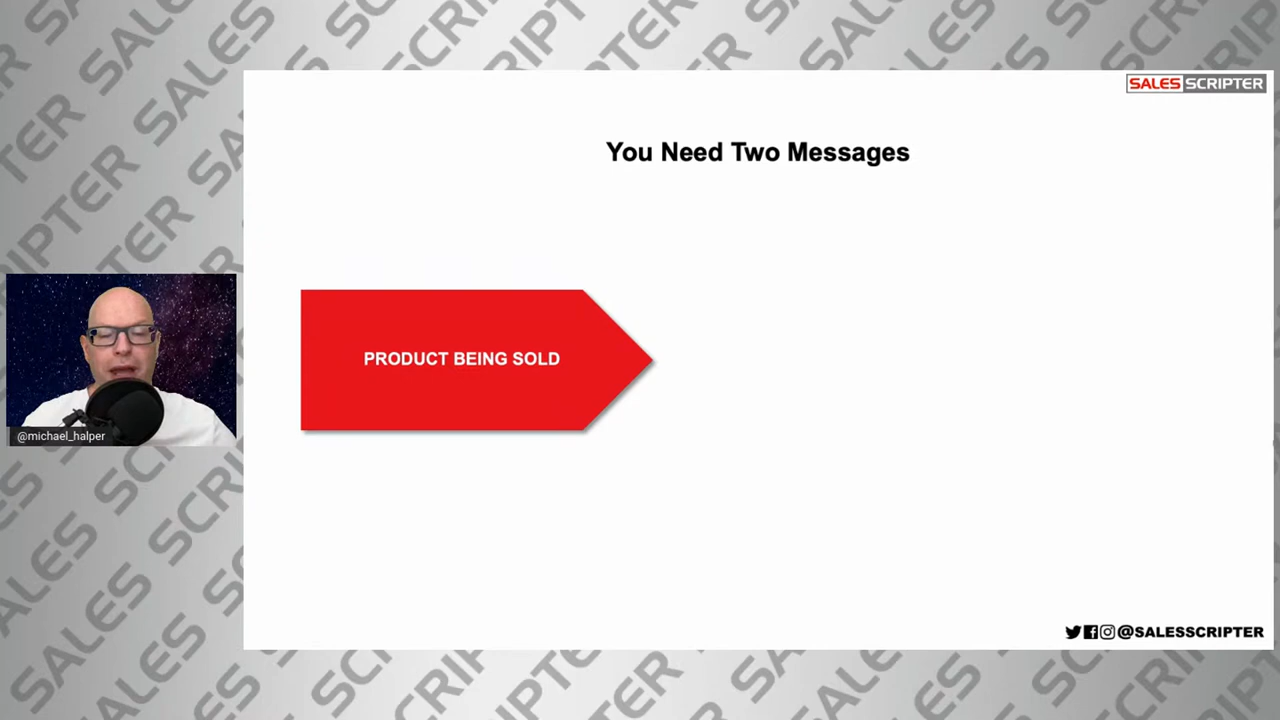 SALES SCRIPTER
You Need Two Messages
PRODUCT BEING SOLD
@michael_halper
@SALESSCRIPTER